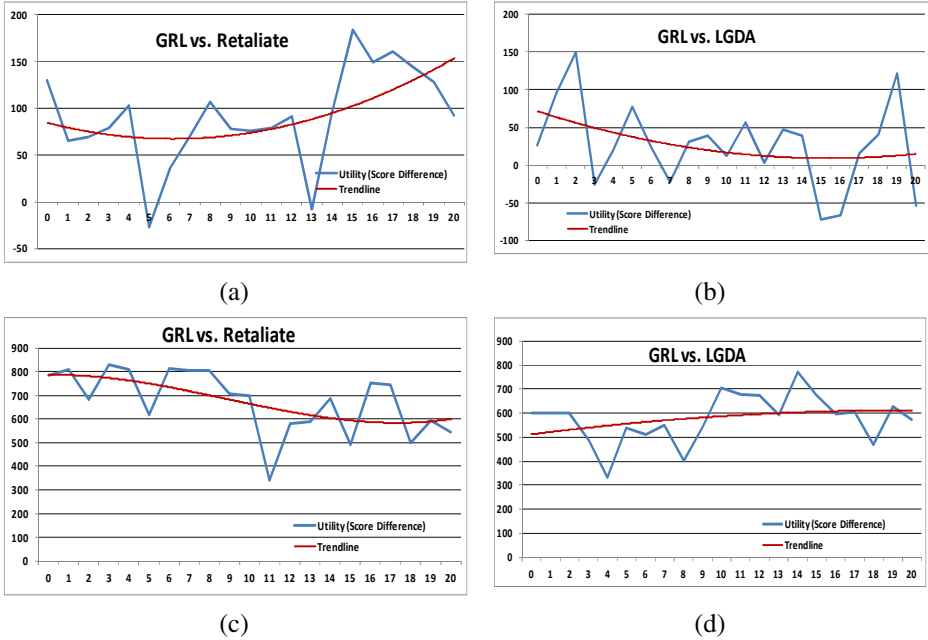 GRL vs. Retaliate
200
150
100
50
0
-50
0 1 2 3 4 5 6 7 8 9 10 11 12 13 14 15 16 17 18 19 20
Utility (Score Difference)
Trendline
(a)
GRL vs. LGDA
200
150
100
50
0
-50
-100
0 1 2 3 4 5 6 7 8 9 10 11 12 13 14 15 16 17 18 19 20
Utility (Score Difference)
Trendline
(b)
GRL vs. Retaliate
900
800
700
600
500
400
300
200
100
0
Utility (Score Difference)
Trendline
0 1 2 3 4 5 6 7 8 9 10 11 12 13 14 15 16 17 18 19 20
(c)
GRL vs. LGDA
900
800
700
600
500
400
300
200
100
0
Utility (Score Difference)
Trendline
0 1 2 3 4 5 6 7 8 9 10 11 12 13 14 15 16 17 18 19 20
(d)